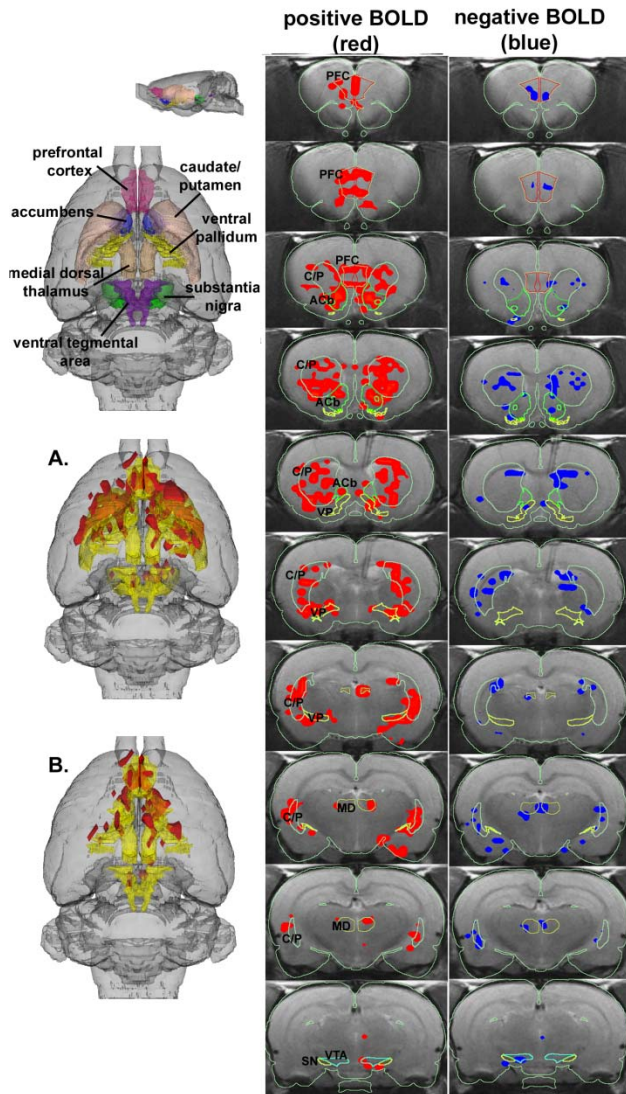 positive BOLD
(red)
negative BOLD
(blue)
prefrontal
cortex
caudate/
putamen
accumbens
ventral
pallidum
medial dorsal
thalamus
substantia
nigra
ventral tegmental
area
A.
B.
PFC
PFC
PFC
C/P
ACb
C/P
ACb
C/P
ACb
VP
C/P
VP
C/P
VP
C/P
MD
C/P
MD
SN
VTA